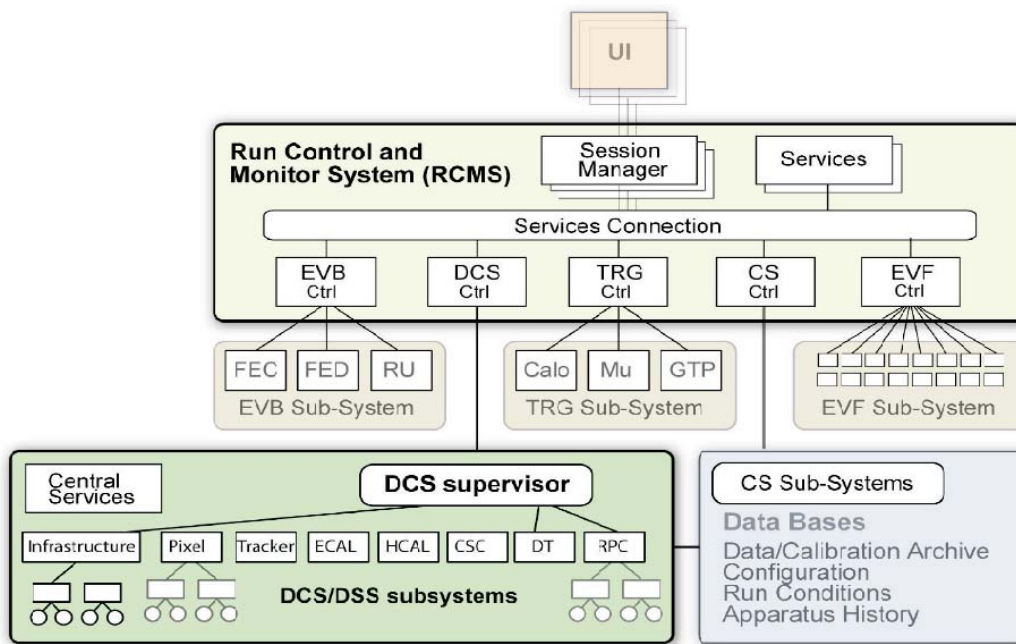 UI
Run Control and
Monitor System (RCMS)
Session
Manager
Services
Services Connection
EVB
Ctrl
DCS
Ctrl
TRG
Ctrl
CS
Ctrl
EVF
Ctrl
FEC
FED
RU
EVB Sub-System
Calo
Mu
GTP
TRG Sub-System
EVF Sub-System
Central
Services
DCS supervisor
Infrastructure
Pixel
Tracker
ECAL
HCAL
CSC
DT
RPC
DCS/DSS subsystems
CS Sub-Systems
Data Bases
Data/Calibration Archive
Configuration
Run Conditions
Apparatus History